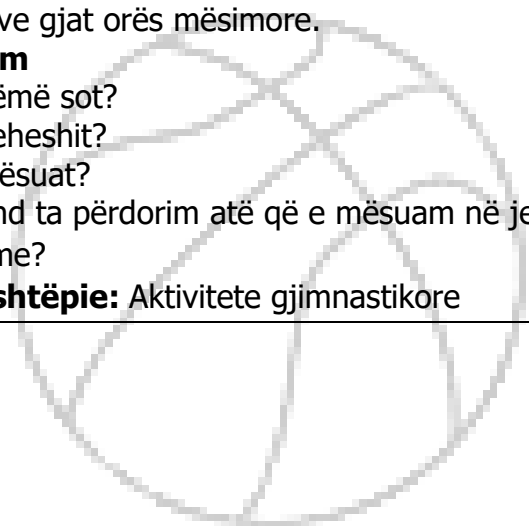 ve gjat orës mësimore.
m
ëmë sot?
eheshit?
ësuat?
nd ta përdorim atë që e mësuam në je
me?
shtëpie: Aktivitete gjimnastikore